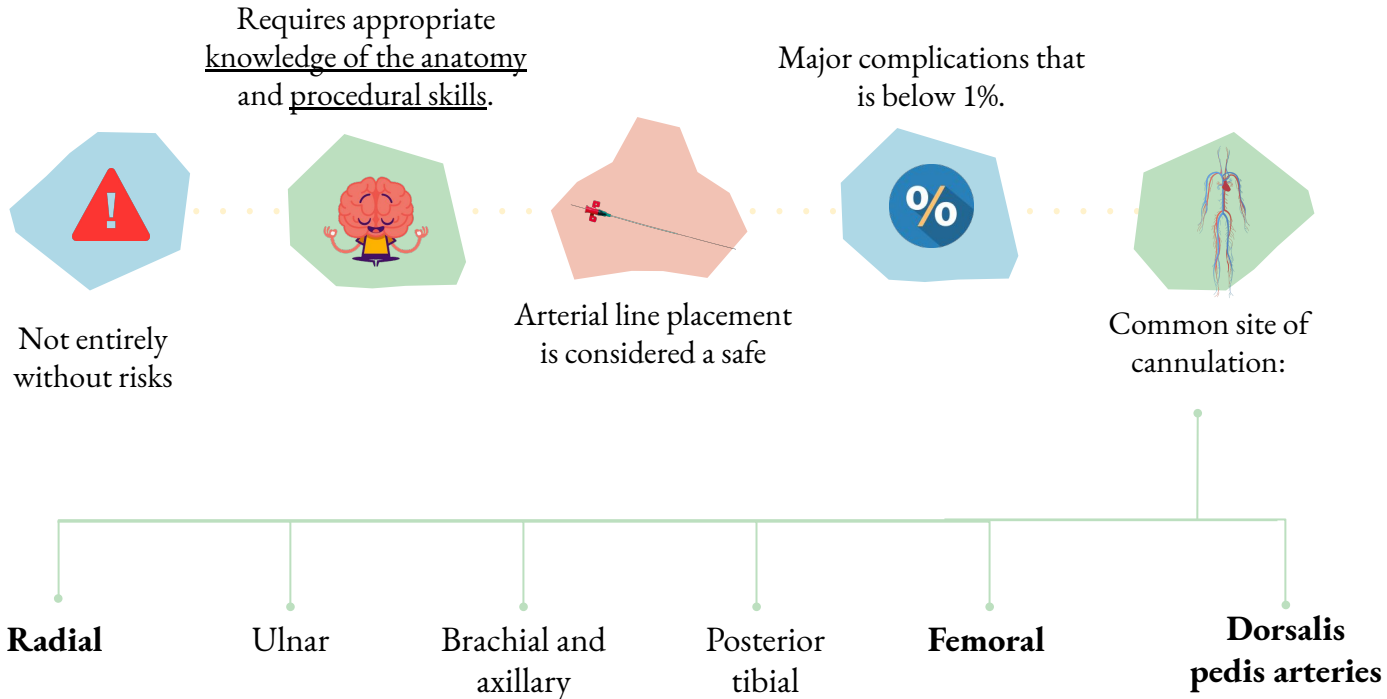 Requires appropriate
knowledge of the anatomy
and procedural skills.
Major complications that
is below 1%.
!
%
Not entirely
without risks
Arterial line placement
is considered a safe
Common site of
cannulation:
Radial
Ulnar
Brachial and
axillary
Posterior
tibial
Femoral
Dorsalis
pedis arteries